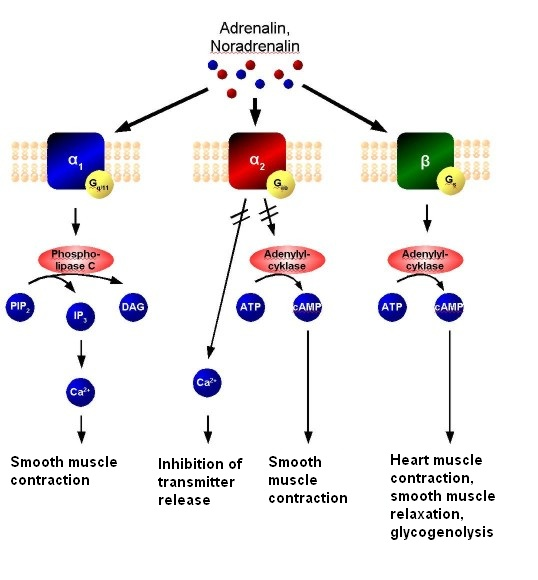 Adrenalin,
Noradrenalin
α1
Gq/11
α2
β
Gs
Phospho-
lipase C
Adenylyl-
cyklase
Adenylyl-
cyklase
PIP2
IP3
DAG
ATP
cAMP
ATP
cAMP
Ca2+
Ca2+
Smooth muscle
contraction
Inhibition of
transmitter
release
Smooth
muscle
contraction
Heart muscle
contraction,
smooth muscle
relaxation,
glycogenolysis